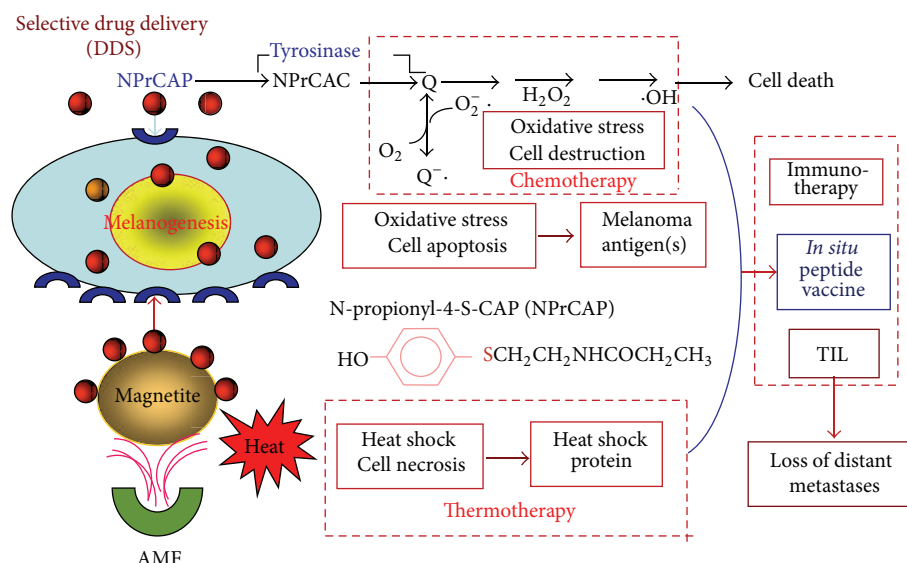 Selective drug delivery
(DDS)
NPrCAP
Tyrosinase
NPrCAC
Q
H2O2
·OH
Cell death
O2
O2−·
Q−·
Oxidative stress
Cell destruction
Chemotherapy
Melanogenesis
Oxidative stress
Cell apoptosis
Melanoma
antigen(s)
Immuno-
therapy
In situ
peptide
vaccine
TIL
Loss of distant
metastases
N-propionyl-4-S-CAP (NPrCAP)
HO
SCH2CH2NHCOCH2CH3
Magnetite
Heat
AMF
Heat shock
Cell necrosis
Heat shock
protein
Thermotherapy